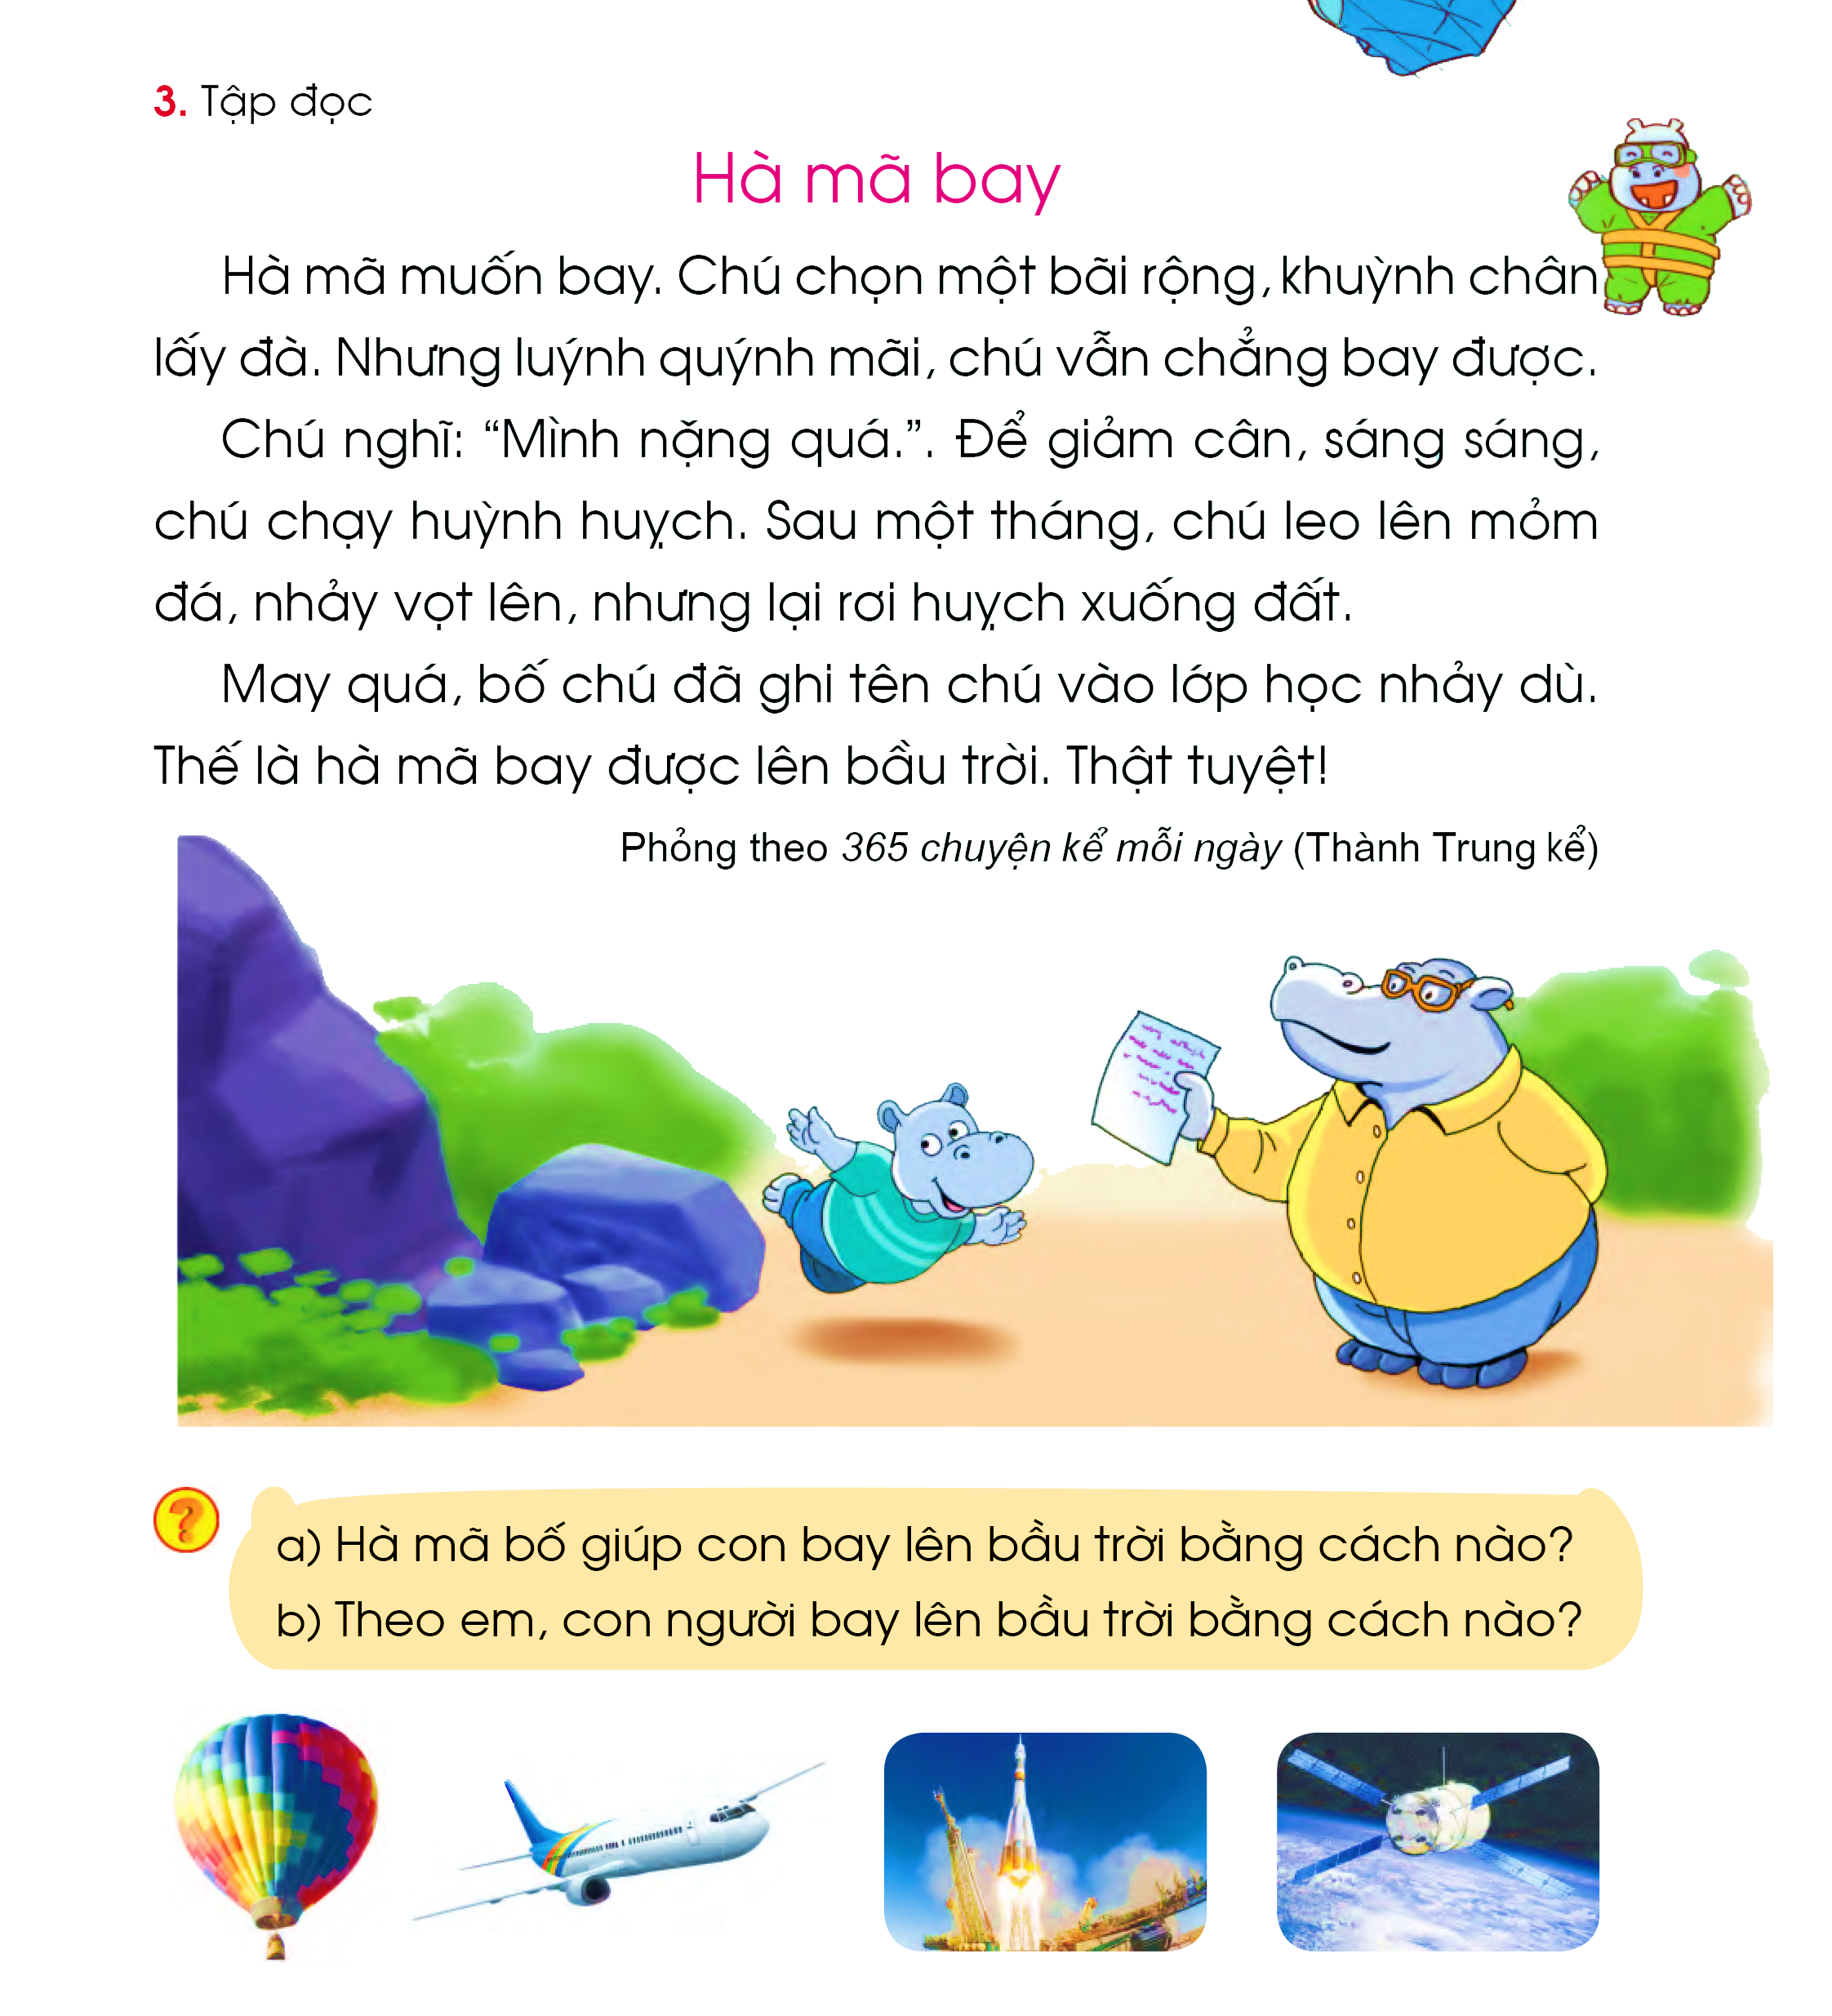 3. Tập đọc
Hà mã bay
Hà mã muốn bay. Chú chọn một bãi rộng, khuỳnh chân
lấy đà. Nhưng luýnh quýnh mãi, chú vẫn chẳng bay được.
Chú nghĩ: “Mình nặng quá.”. Để giảm cân, sáng sáng,
chú chạy huỳnh huỵch. Sau một tháng, chú leo lên mỏm
đá, nhảy vọt lên, nhưng lại rơi huỵch xuống đất.
May quá, bố chú đã ghi tên chú vào lớp học nhảy dù.
Thế là hà mã bay được lên bầu trời. Thật tuyệt!
Phỏng theo 365 chuyện kể mỗi ngày (Thành Trung kể)
?
a) Hà mã bố giúp con bay lên bầu trời bằng cách nào?
b) Theo em, con người bay lên bầu trời bằng cách nào?